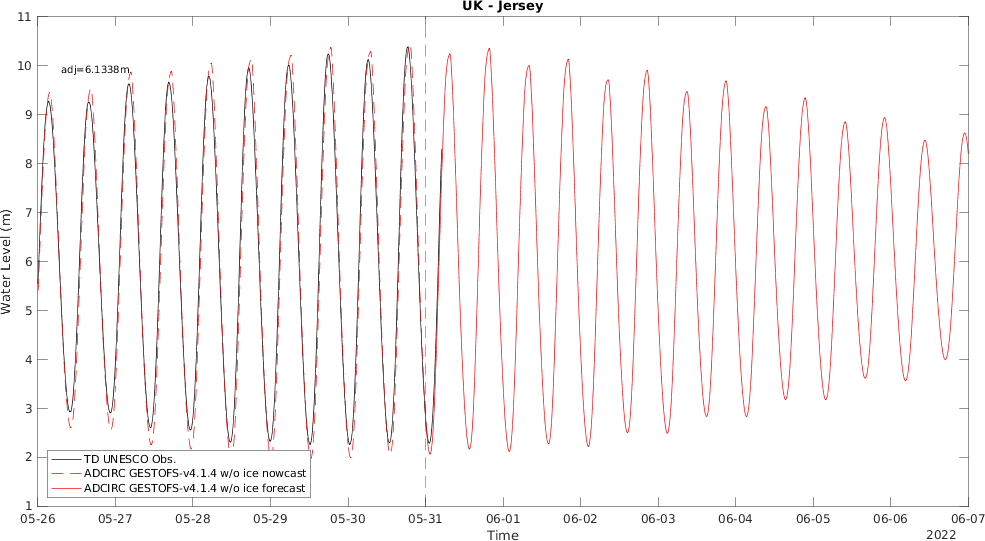 UK - Jersey
11
10
9
8
7
6
5
4
3
2
1
Water Level (m)
adj=6.1338m
TD UNESCO Obs.
ADCIRC GESTOFS-v4.1.4 w/o ice nowcast
ADCIRC GESTOFS-v4.1.4 w/o ice forecast
05-26 05-27 05-28 05-29 05-30 05-31 06-01 06-02 06-03 06-04 06-05 06-06 06-07
Time
2022